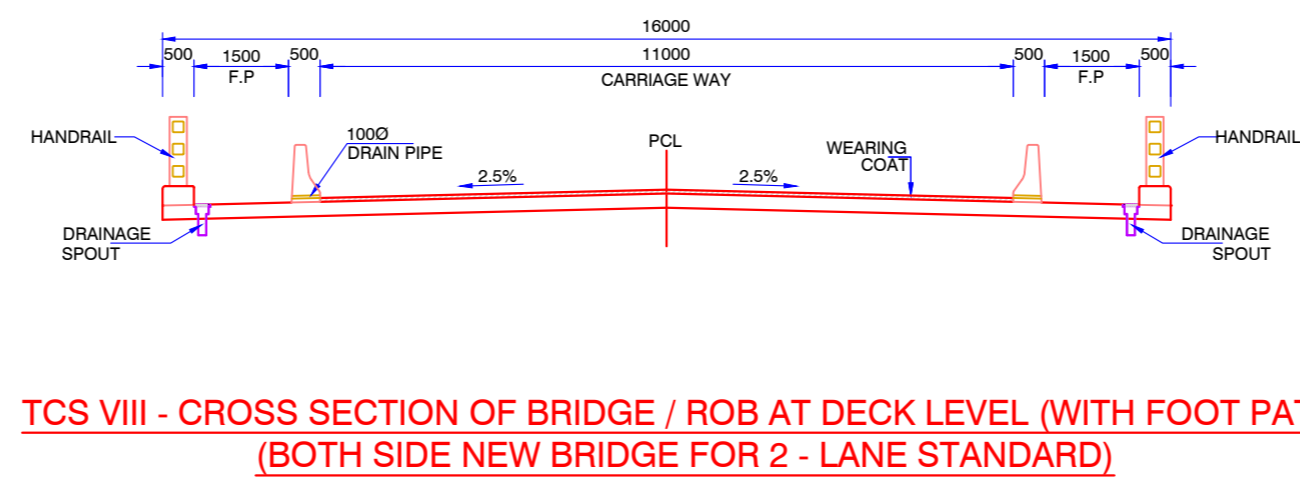 16000
500 1500 500 11000 500 1500 500
F.P CARRIAGE WAY F.P
HANDRAIL
100Ø
DRAIN PIPE
PCL
WEARING
COAT
HANDRAIL
2.5% 2.5%
DRAINAGE
SPOUT
DRAINAGE
SPOUT
TCS VIII - CROSS SECTION OF BRIDGE / ROB AT DECK LEVEL (WITH FOOT PAT
(BOTH SIDE NEW BRIDGE FOR 2 - LANE STANDARD)